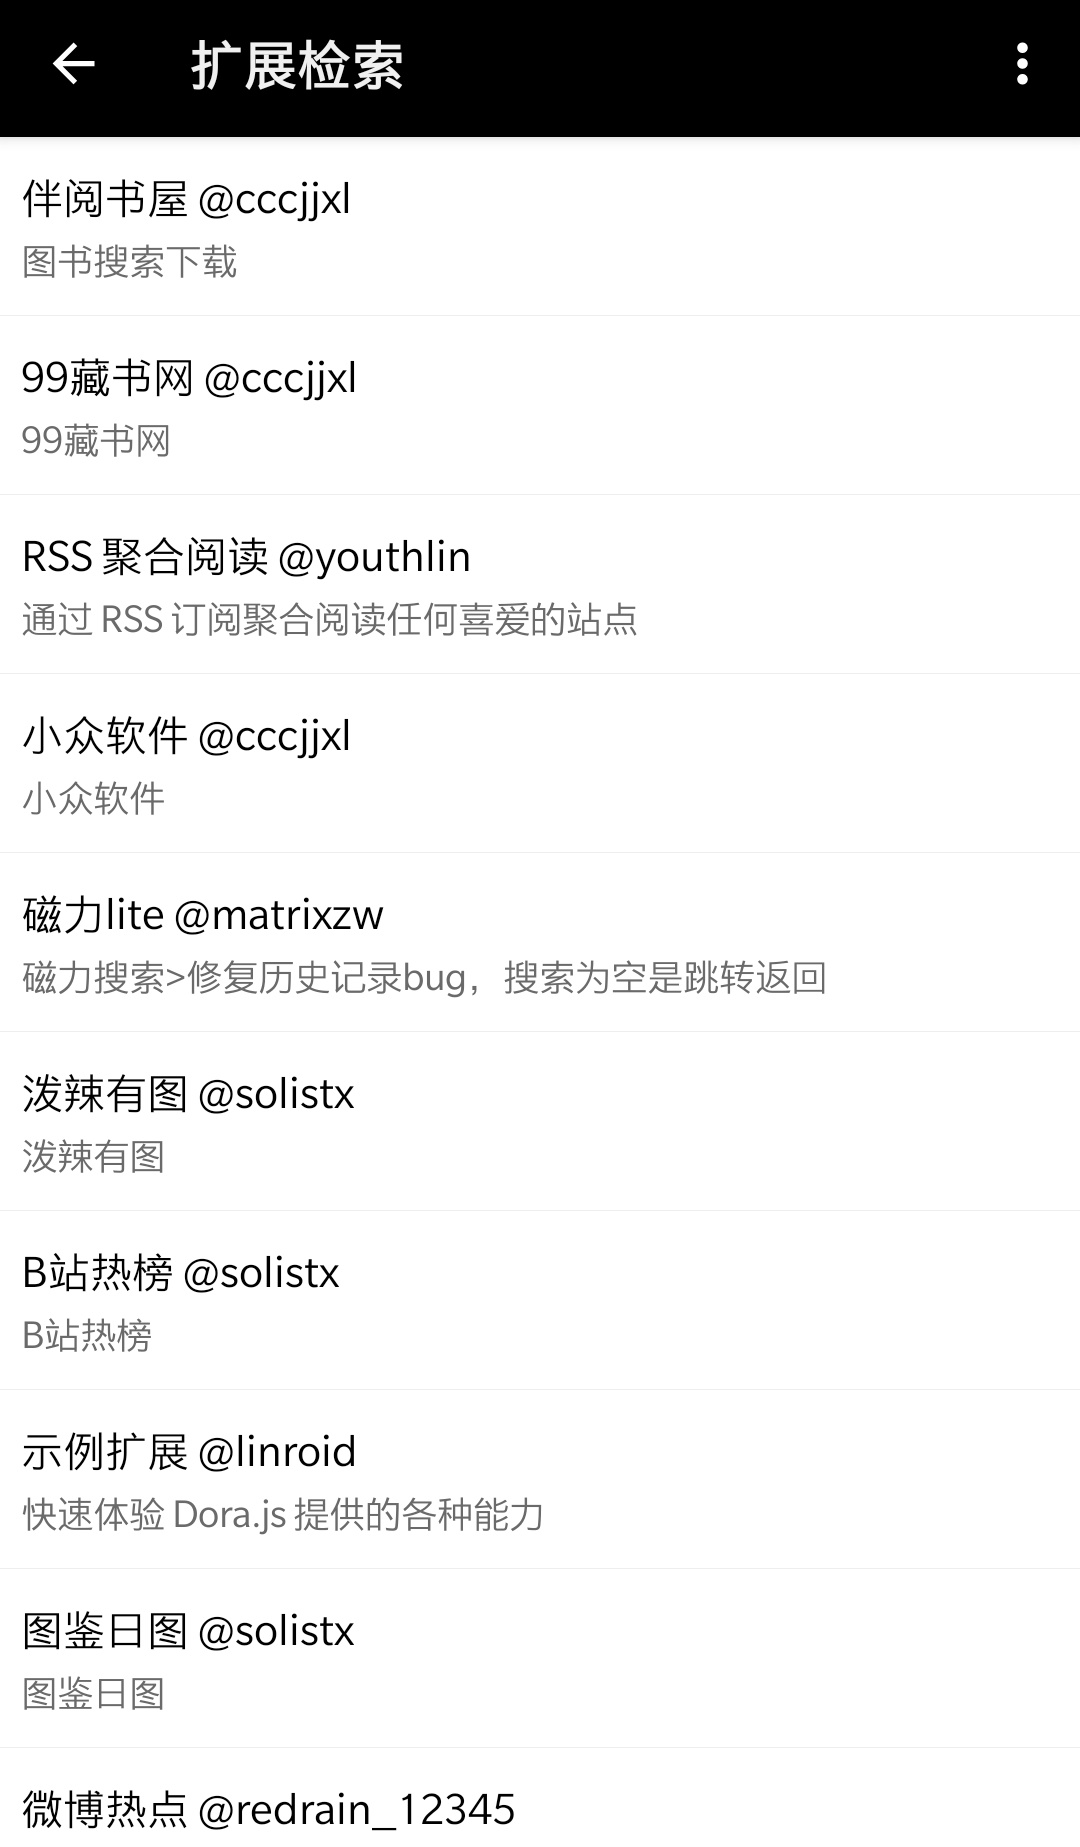 扩展检索
伴阅书屋 @cccjjxl
图书搜索下载
99藏书网 @cccjjxl
99藏书网
RSS 聚合阅读 @youthlin
通过 RSS 订阅聚合阅读任何喜爱的站点
小众软件 @cccjjxl
小众软件
磁力lite @matrixzw
磁力搜索>修复历史记录bug，搜索为空是跳转返回
泼辣有图 @solistx
泼辣有图
B站热榜 @solistx
B站热榜
示例扩展 @linroid
快速体验 Dora.js 提供的各种能力
图鉴日图 @solistx
图鉴日图
微博热点 @redrain_12345